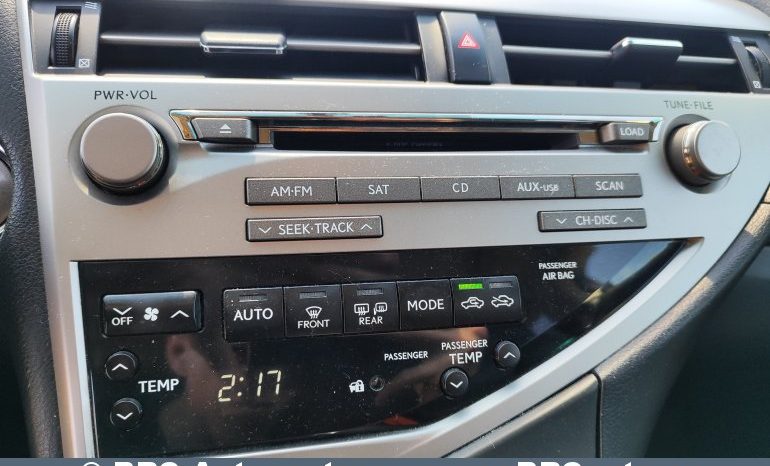 PWR·VOL
TUNE·FILE
LOAD
AM·FM SAT CD AUX·USB SCAN
SEEK·TRACK CH·DISC
PASSENGER
AIR BAG
OFF AUTO FRONT REAR MODE
TEMP PASSENGER PASSENGER
TEMP
2:17